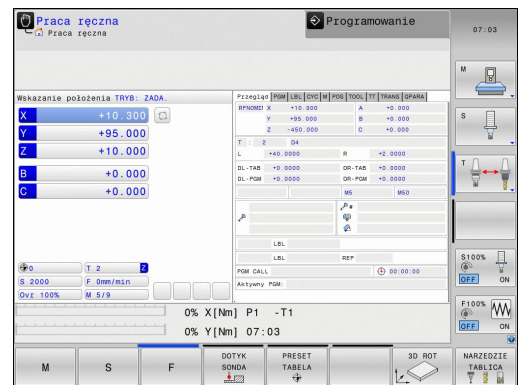 Praca ręczna
Praca ręczna
Programowanie
07:03
Wskazanie położenia TRYB: ZADA.
X +10.300
Y +95.000
Z +10.000
B +0.000
C +0.000
0 T 2 Z
S 2000 F 0mm/min
Ovr 100% M 5/9
Przegląd PGM LBL CYC M POS TOOL TT TRANS QPARA
RFNOMIN X +10.300 A +0.000
Y +95.000 B +0.000
Z -450.000 C +0.000
T : 2 D4
L +40.0000 R +2.0000
DL-TAB +0.0000 DR-TAB +0.0000
DL-PGM +0.0000 DR-PGM +0.0000
M5 M50
P #
P
LBL
LBL REP
PGM CALL 00:00:00
Aktywny PGM:
0% X[Nm] P1 -T1
0% Y[Nm] 07:03
M
S
T
S100%
OFF ON
F100%
OFF ON
M
S
F
DOTYK SONDA
PRESET TABELA
3D ROT
NARZEDZIE TABLICA